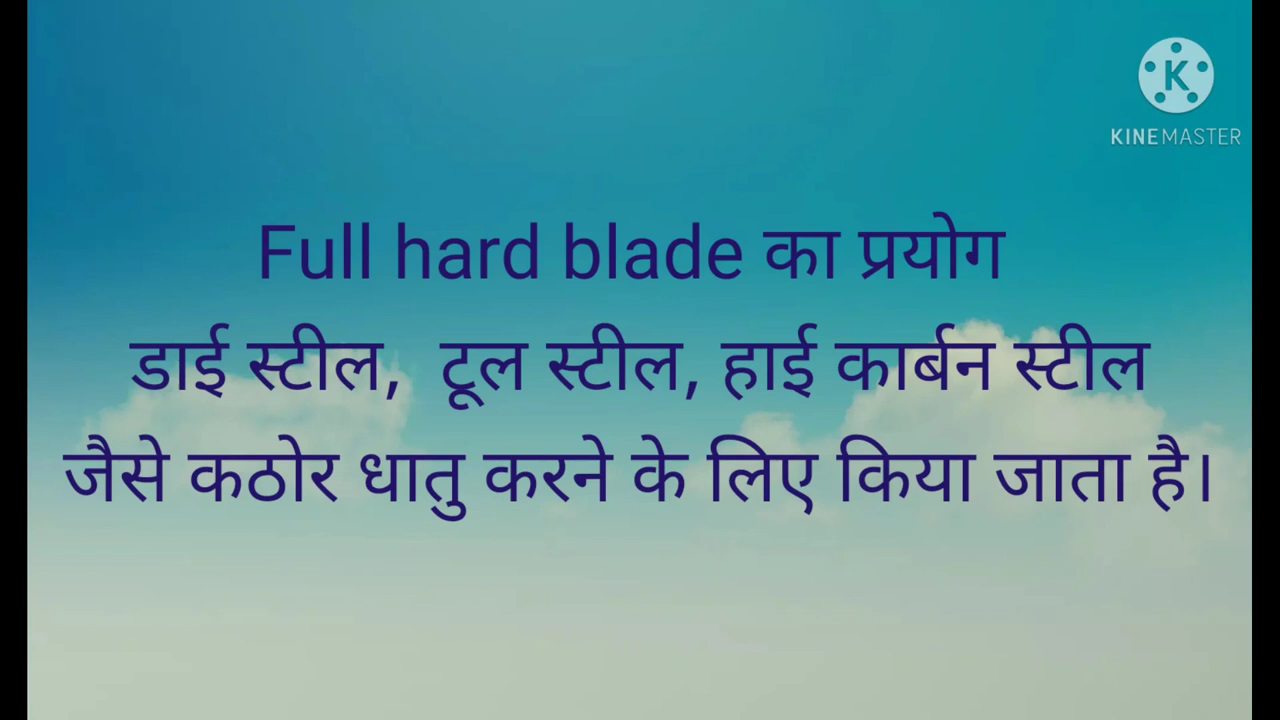 KINEMASTER
Full hard blade का प्रयोग
डाई स्टील, टूल स्टील, हाई कार्बन स्टील
जैसे कठोर धातु करने के लिए किया जाता है।